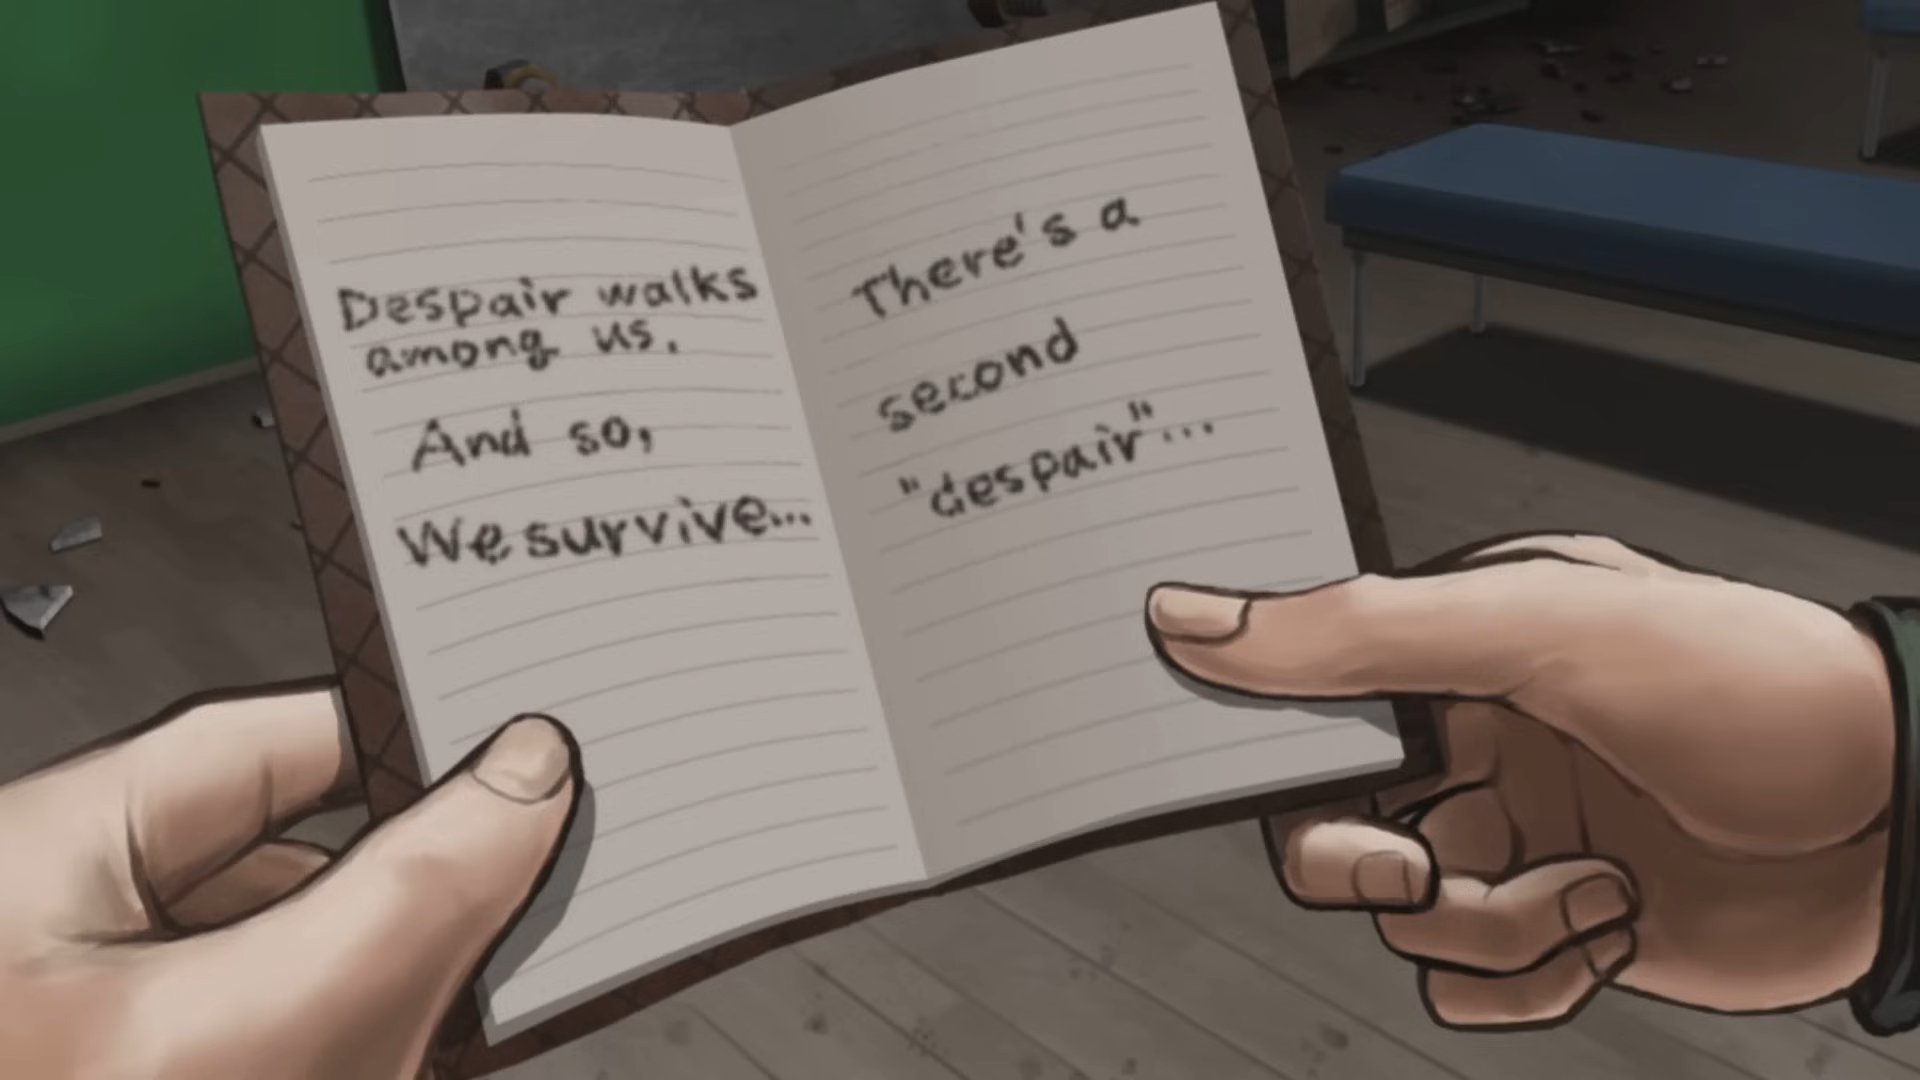 Despair walks
among us.
And so,
We survive...
There's a
second
"despair"...